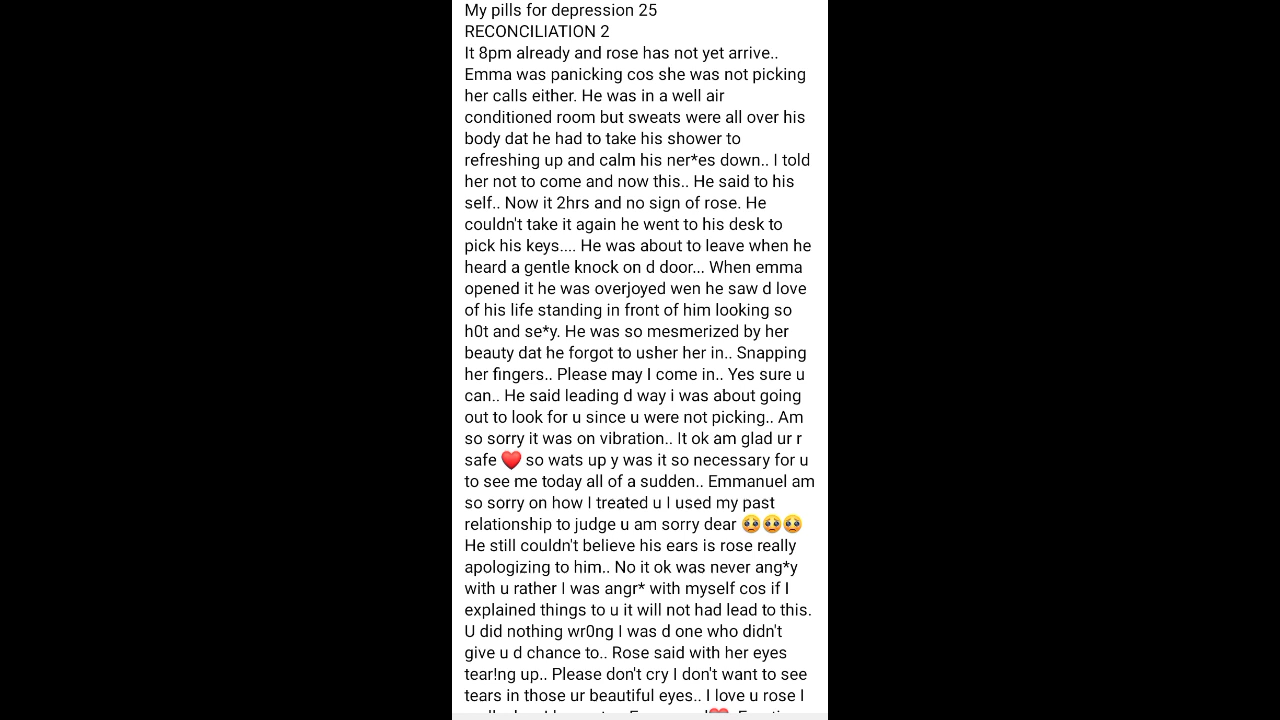 My pills for depression 25
RECONCILIATION 2
It 8pm already and rose has not yet arrive..
Emma was panicking cos she was not picking
her calls either. He was in a well air
conditioned room but sweats were all over his
body dat he had to take his shower to
refreshing up and calm his ner*es down.. I told
her not to come and now this.. He said to his
self.. Now it 2hrs and no sign of rose. He
couldn't take it again he went to his desk to
pick his keys.... He was about to leave when he
heard a gentle knock on d door... When emma
opened it he was overjoyed wen he saw d love
of his life standing in front of him looking so
h0t and se*y. He was so mesmerized by her
beauty dat he forgot to usher her in.. Snapping
her fingers.. Please may I come in.. Yes sure u
can.. He said leading d way i was about going
out to look for u since u were not picking.. Am
so sorry it was on vibration.. It ok am glad ur r
safe ❤️ so wats up y was it so necessary for u
to see me today all of a sudden.. Emmanuel am
so sorry on how I treated u I used my past
relationship to judge u am sorry dear 🥺🥺🥺
He still couldn't believe his ears is rose really
apologizing to him.. No it ok was never ang*y
with u rather I was angr* with myself cos if I
explained things to u it will not had lead to this.
U did nothing wr0ng I was d one who didn't
give u d chance to.. Rose said with her eyes
tear!ng up.. Please don't cry I don't want to see
tears in those ur beautiful eyes.. I love u rose I